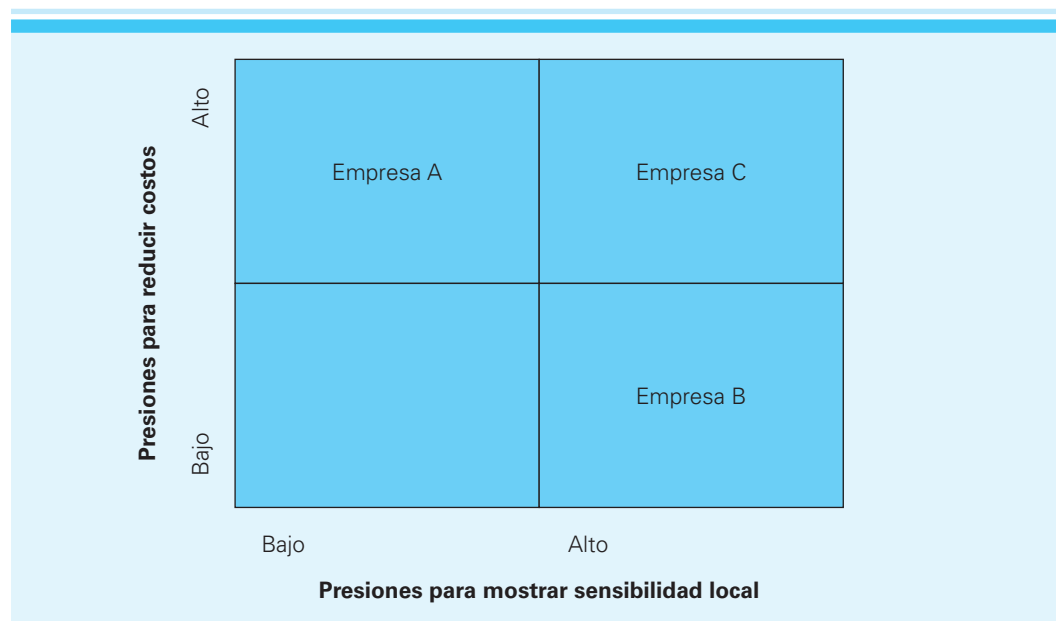 Alto
Presiones para reducir costos
Bajo
Empresa A
Empresa C
Empresa B
Bajo
Alto
Presiones para mostrar sensibilidad local